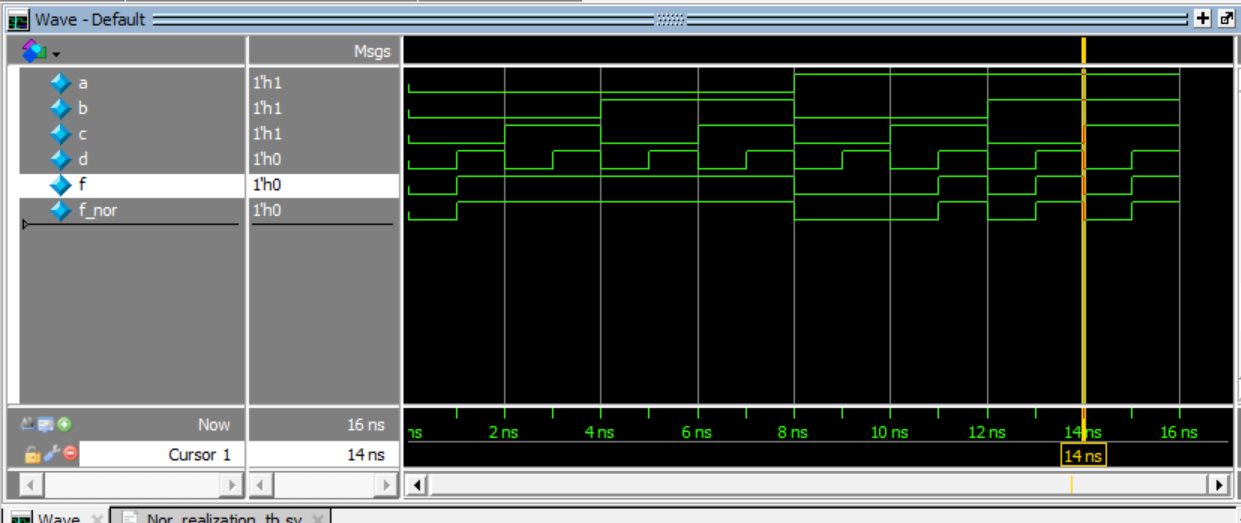 Wave - Default
Msgs
a 1'h1
b 1'h1
c 1'h1
d 1'h0
f 1'h0
f_nor 1'h0
Now 16 ns
ns 2 ns 4 ns 6 ns 8 ns 10 ns 12 ns 14 ns 16 ns
Cursor 1 14 ns
14 ns
Wave Nor_realization_tb.sv